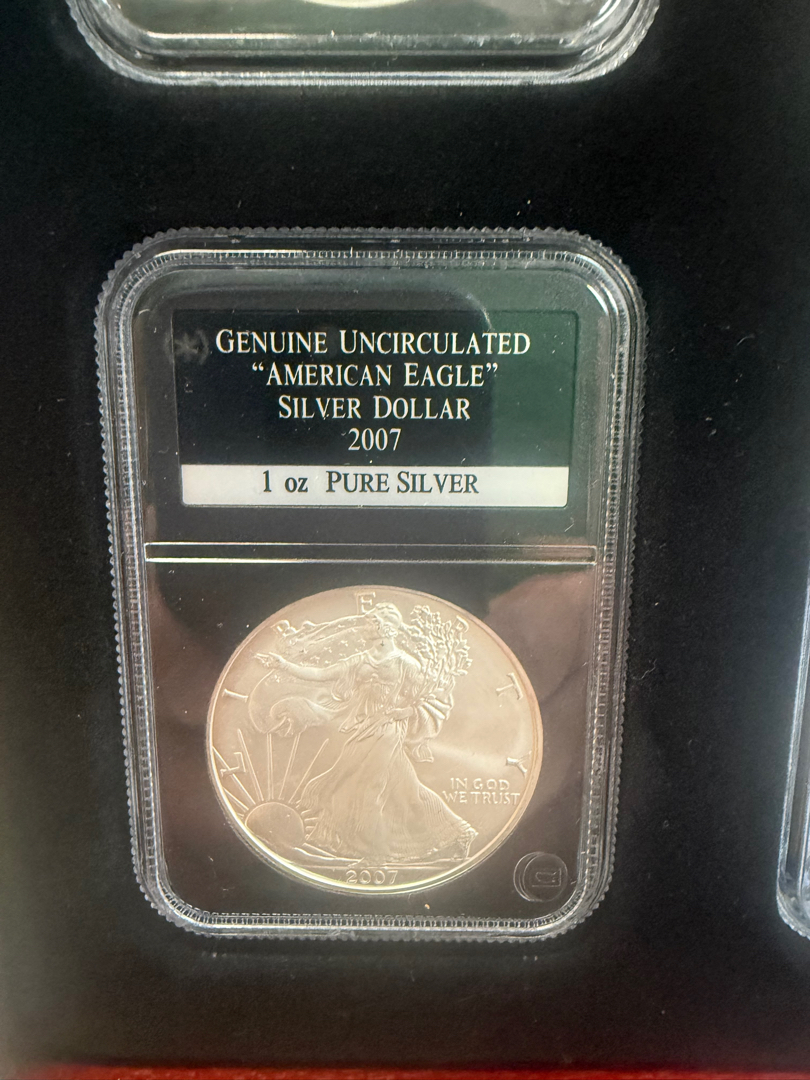 GENUINE UNCIRCULATED
“AMERICAN EAGLE”
SILVER DOLLAR
2007
1 oz PURE SILVER
LIBERTY
IN GOD
WE TRUST
2007